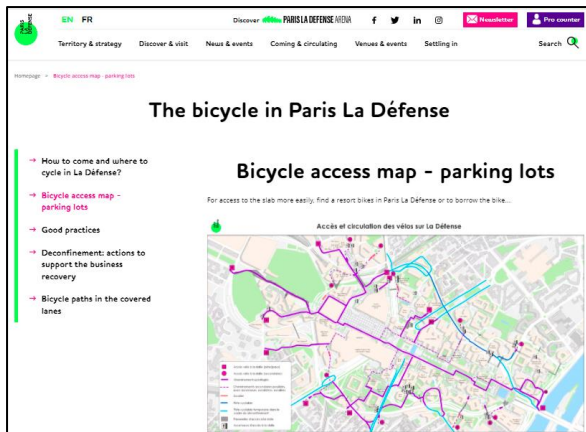 EN FR
Discover PARIS LA DEFENSE ARENA
Newsletter
Pro counter
Territory & strategy Discover & visit News & events Coming & circulating Venues & events Settling in
Search
Homepage > Bicycle access map - parking lots
The bicycle in Paris La Défense
→ How to come and where to
cycle in La Défense?
→ Bicycle access map -
parking lots
→ Good practices
→ Deconfinement: actions to
support the business
recovery
→ Bicycle paths in the covered
lanes
Bicycle access map - parking lots
For access to the slab more easily, find a resort bikes in Paris La Défense or to borrow the bike...
Accès et circulation des vélos sur La Défense